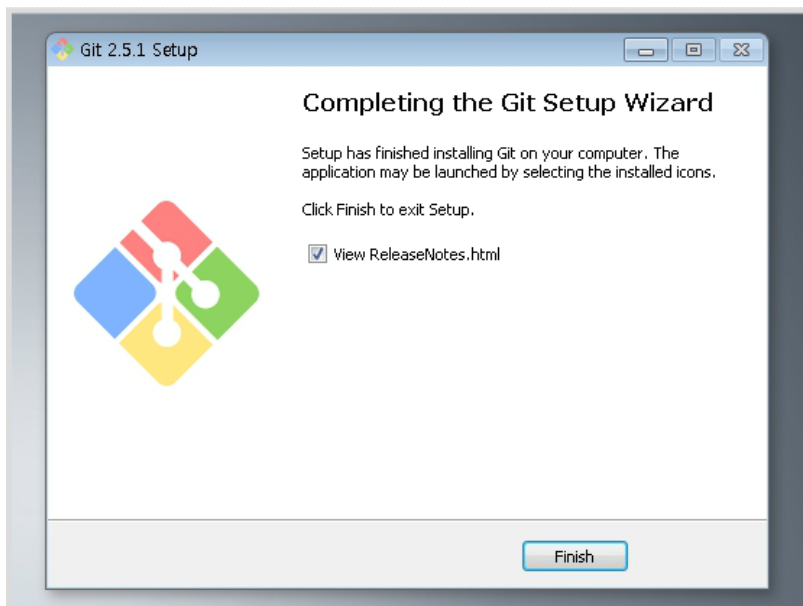 Git 2.5.1 Setup
Completing the Git Setup Wizard
Setup has finished installing Git on your computer. The
application may be launched by selecting the installed icons.
Click Finish to exit Setup.
View ReleaseNotes.html
Finish